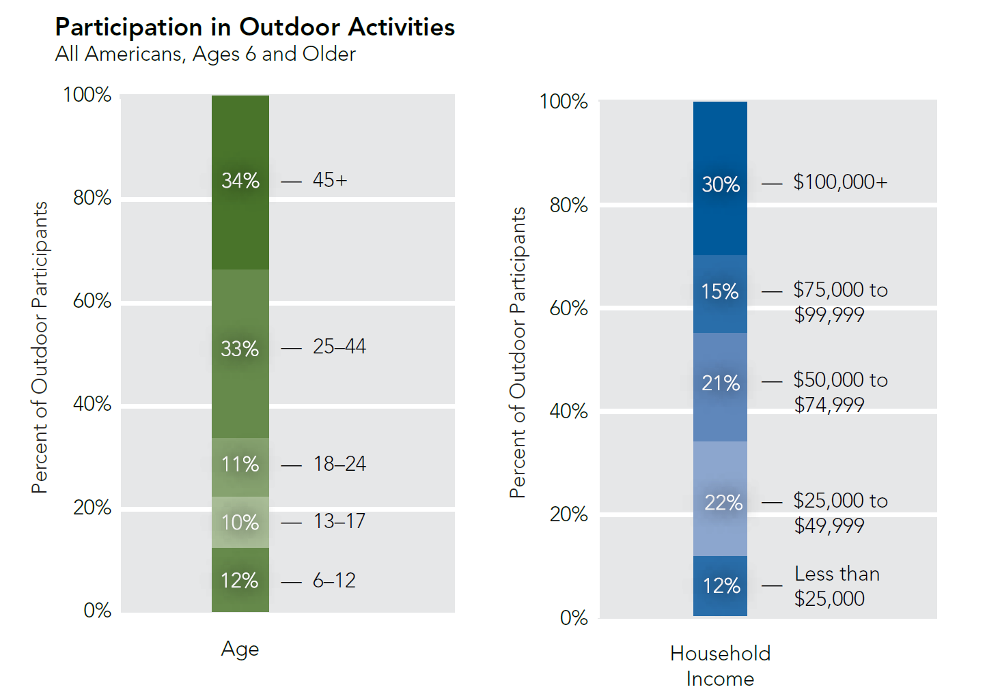 Participation in Outdoor Activities
All Americans, Ages 6 and Older
Percent of Outdoor Participants
100%
80%
60%
40%
20%
0%
34% — 45+
33% — 25–44
11% — 18–24
10% — 13–17
12% — 6–12
Age
Percent of Outdoor Participants
100%
80%
60%
40%
20%
0%
30% — $100,000+
15% — $75,000 to
$99,999
21% — $50,000 to
$74,999
22% — $25,000 to
$49,999
12% — Less than
$25,000
Household
Income